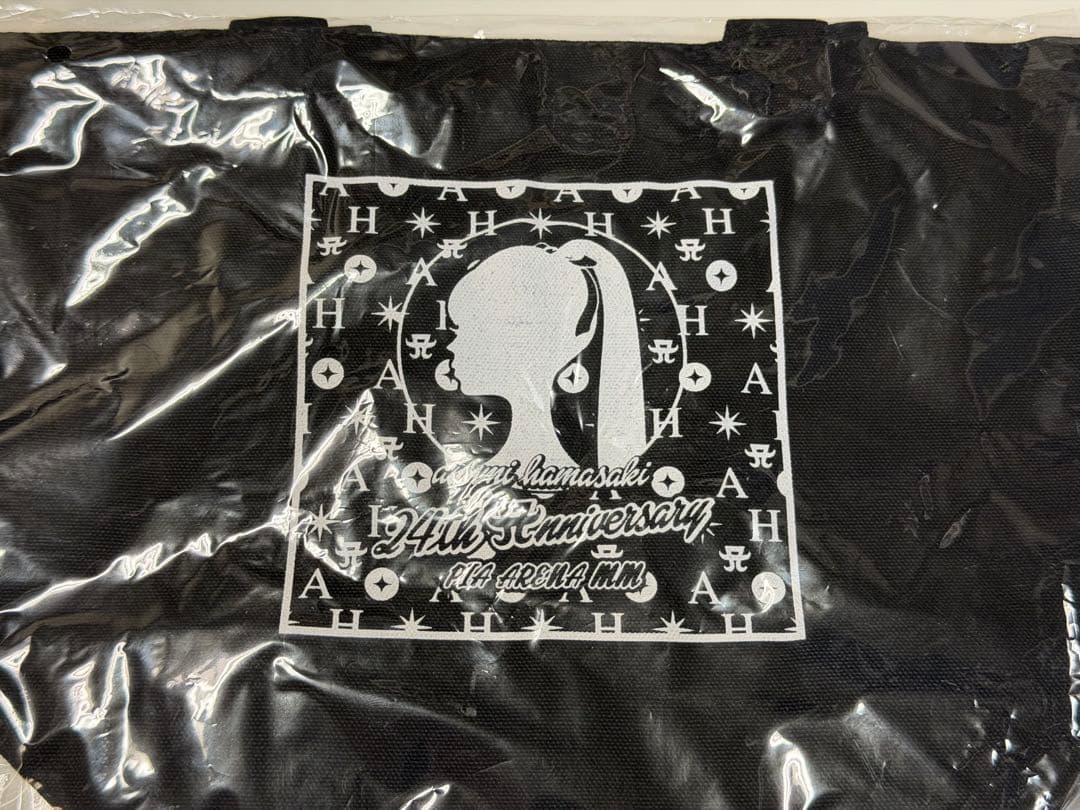 ayumi hamasaki
24th Anniversary
PIA ARENA MM